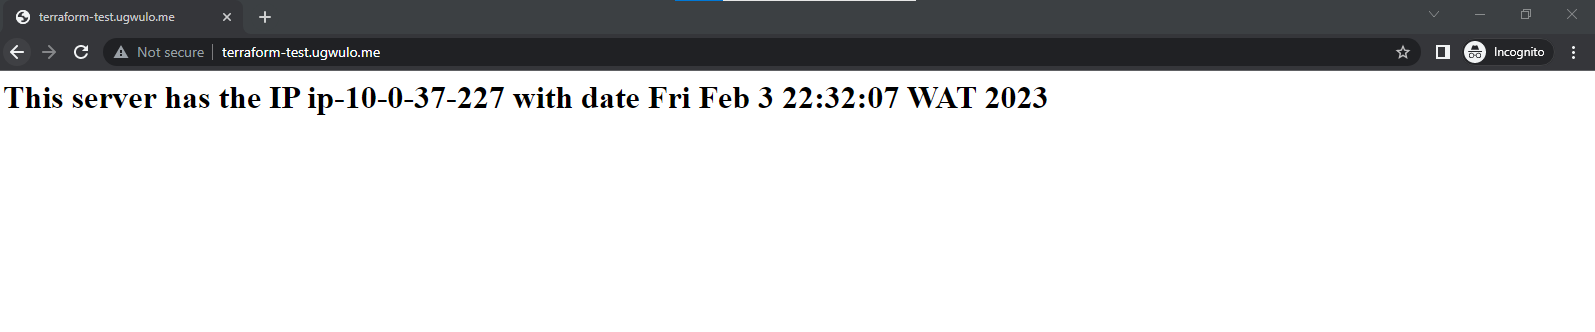 terraform-test.ugwulo.me
Not secure terraform-test.ugwulo.me Incognito
This server has the IP ip-10-0-37-227 with date Fri Feb 3 22:32:07 WAT 2023